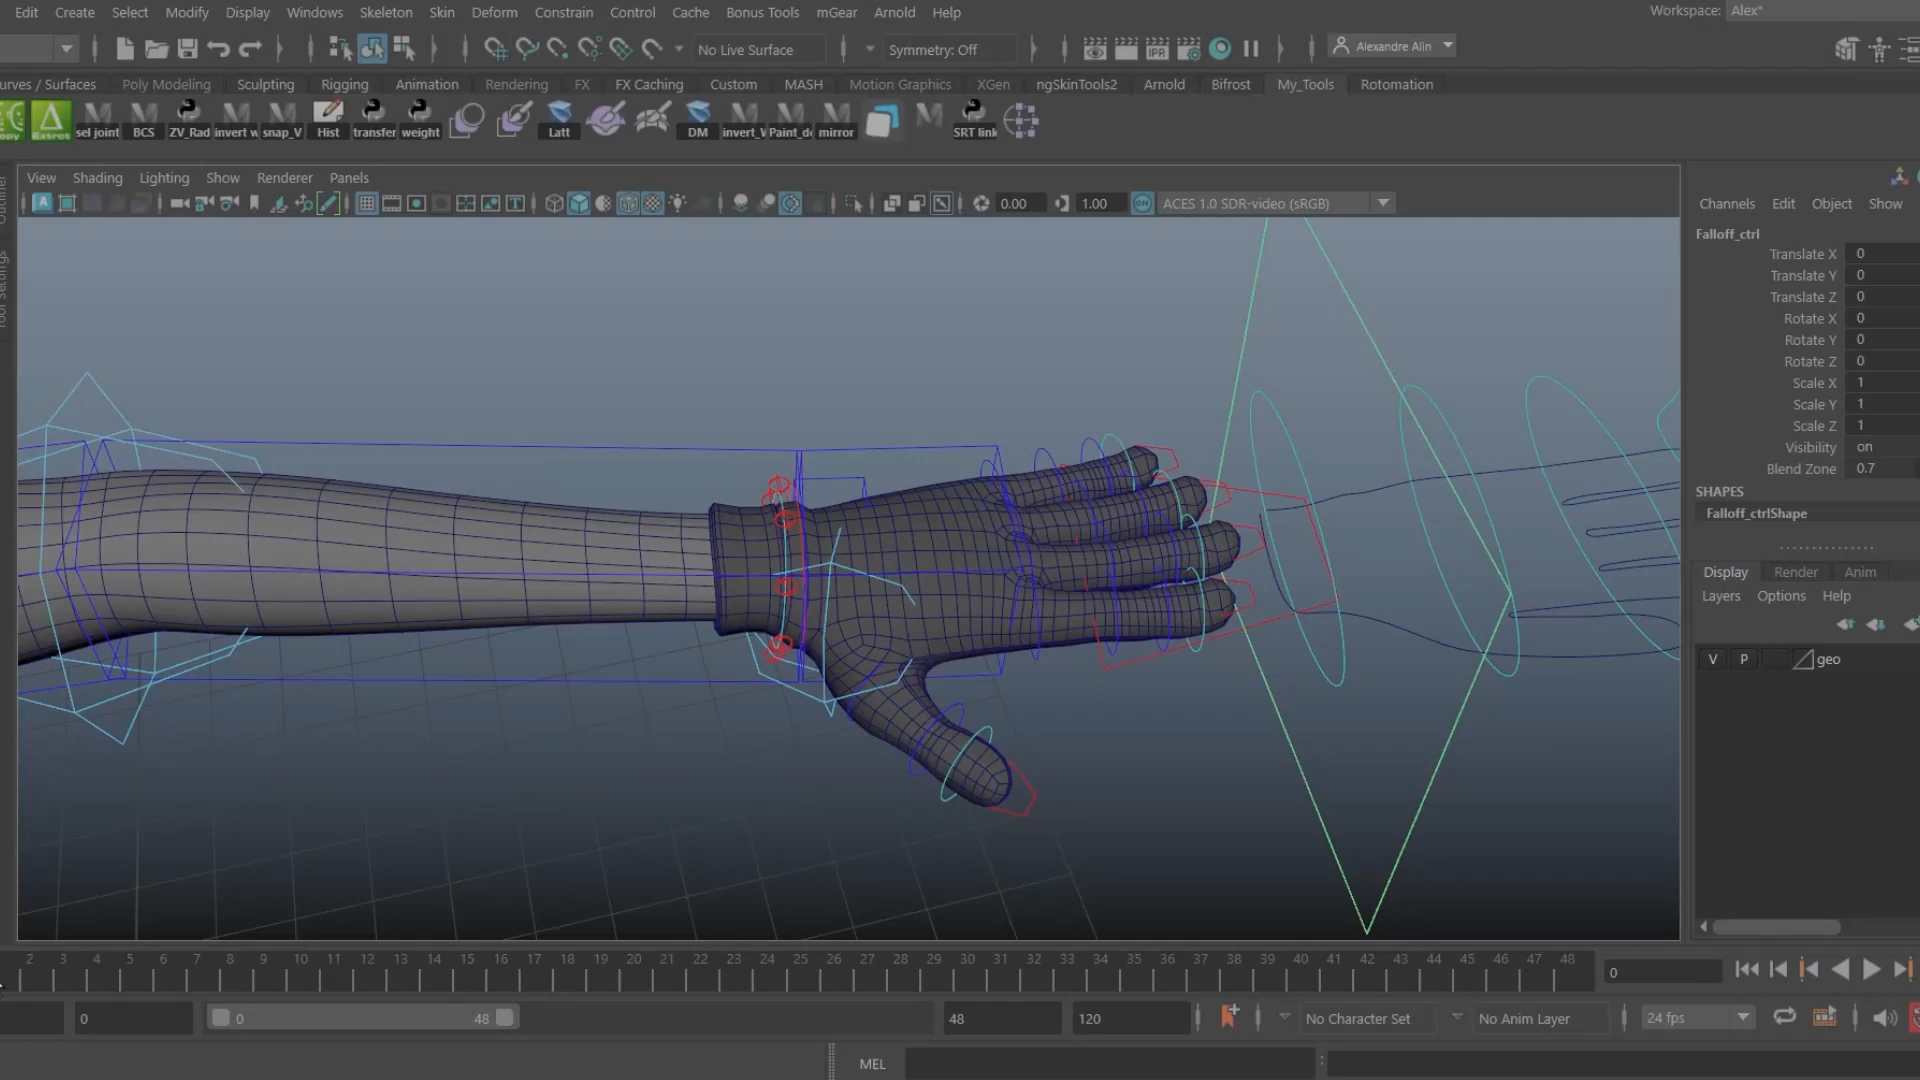 Edit Create Select Modify Display Windows Mesh Skeleton Skin Deform Constrain Control Cache Bonus Tools mGear Arnold Help
Workspace: Alex*
No Live Surface
Symmetry: Off
IPR
Alexandre Alin
urves / Surfaces Poly Modeling Sculpting Rigging Animation Rendering FX FX Caching Custom MASH Motion Graphics XGen ngSkinTools2 Arnold Bifrost My_Tools Rotomation
opy Extras sel joint BCS ZV_Rad invert w snap_V Hist transfer weight Latt DM invert_V Paint_de mirror SRT link
View Shading Lighting Show Renderer Panels
0.00 1.00 ON ACES 1.0 SDR-video (sRGB)
Outliner
Tool Settings
Channels Edit Object Show
Falloff_ctrl
Translate X 0
Translate Y 0
Translate Z 0
Rotate X 0
Rotate Y 0
Rotate Z 0
Scale X 1
Scale Y 1
Scale Z 1
Visibility on
Blend Zone 0.7
SHAPES
Falloff_ctrlShape
Display Render Anim
Layers Options Help
V P geo
2 3 4 5 6 7 8 9 10 11 12 13 14 15 16 17 18 19 20 21 22 23 24 25 26 27 28 29 30 31 32 33 34 35 36 37 38 39 40 41 42 43 44 45 46 47 48
0
0 0 48 48 120 No Character Set No Anim Layer 24 fps
MEL